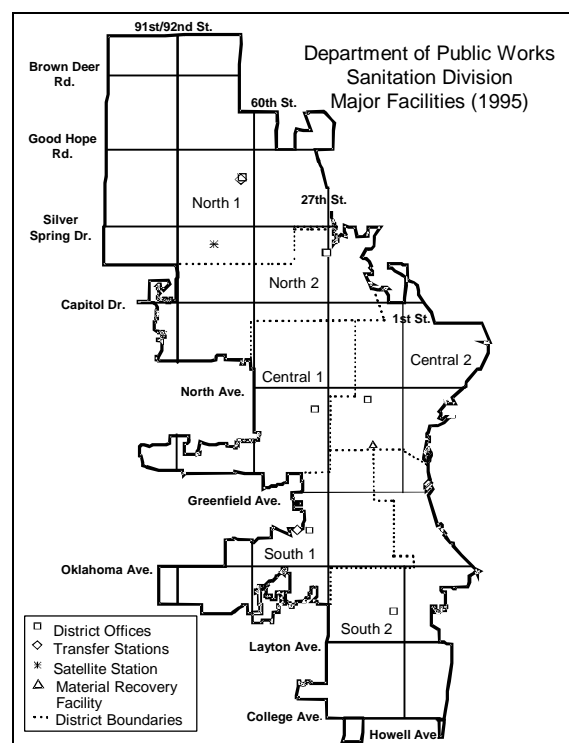 91st/92nd St.
Department of Public Works
Sanitation Division
Major Facilities (1995)
Brown Deer
Rd.
60th St.
Good Hope
Rd.
27th St.
North 1
Silver
Spring Dr.
North 2
Capitol Dr.
1st St.
Central 2
Central 1
North Ave.
Greenfield Ave.
South 1
Oklahoma Ave.
South 2
Layton Ave.
College Ave.
Howell Ave.
District Offices
Transfer Stations
Satellite Station
Material Recovery
Facility
District Boundaries